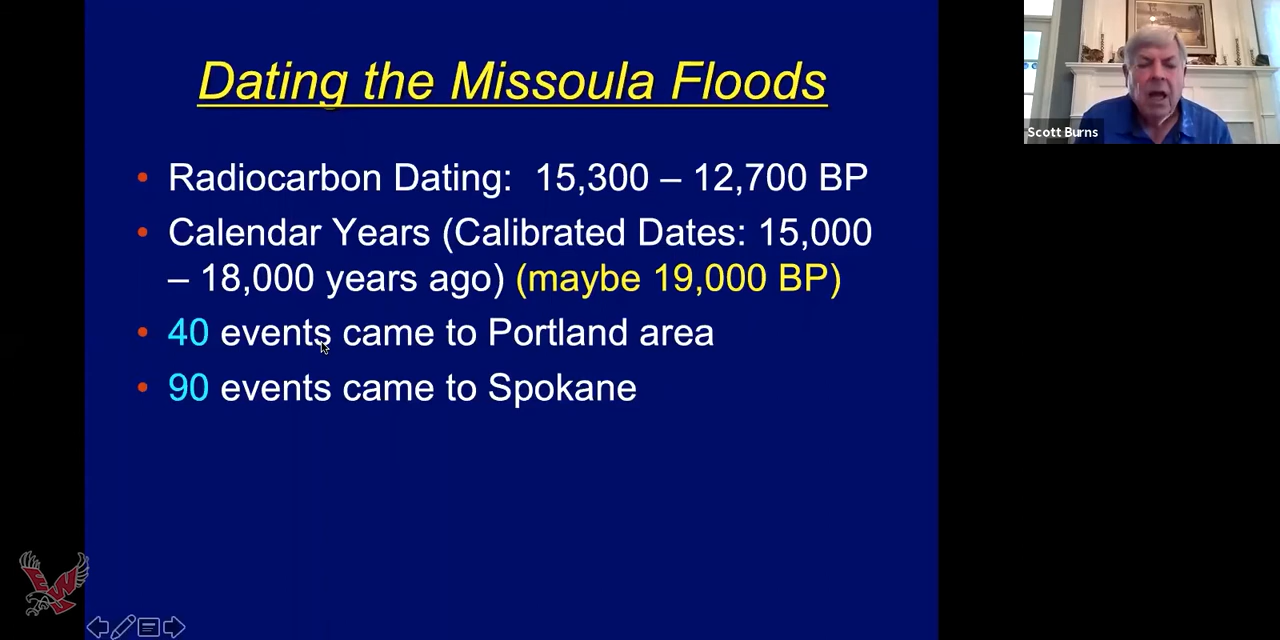 Dating the Missoula Floods
Scott Burns
• Radiocarbon Dating: 15,300 – 12,700 BP
• Calendar Years (Calibrated Dates: 15,000
– 18,000 years ago) (maybe 19,000 BP)
• 40 events came to Portland area
• 90 events came to Spokane
EW